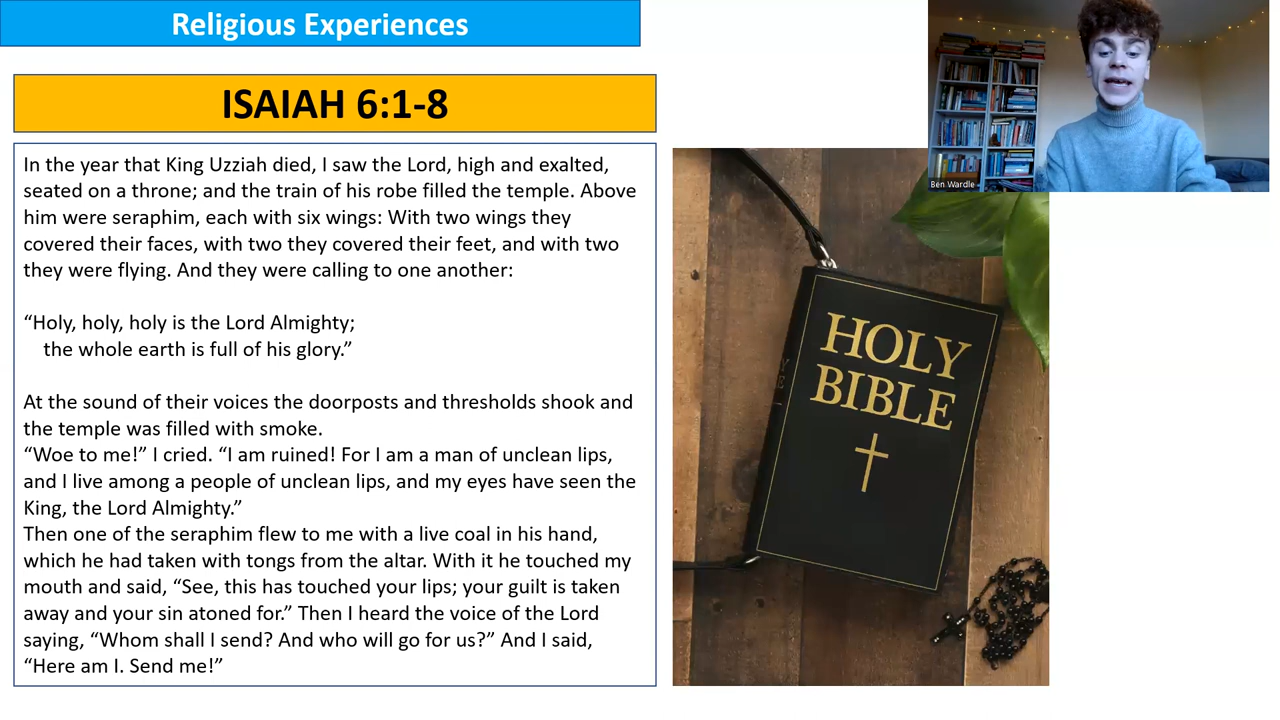 Religious Experiences
ISAIAH 6:1-8
In the year that King Uzziah died, I saw the Lord, high and exalted,
seated on a throne; and the train of his robe filled the temple. Above
him were seraphim, each with six wings: With two wings they
covered their faces, with two they covered their feet, and with two
they were flying. And they were calling to one another:
“Holy, holy, holy is the Lord Almighty;
the whole earth is full of his glory.”
At the sound of their voices the doorposts and thresholds shook and
the temple was filled with smoke.
“Woe to me!” I cried. “I am ruined! For I am a man of unclean lips,
and I live among a people of unclean lips, and my eyes have seen the
King, the Lord Almighty.”
Then one of the seraphim flew to me with a live coal in his hand,
which he had taken with tongs from the altar. With it he touched my
mouth and said, “See, this has touched your lips; your guilt is taken
away and your sin atoned for.” Then I heard the voice of the Lord
saying, “Whom shall I send? And who will go for us?” And I said,
“Here am I. Send me!”
Ben Wardle
HOLY
BIBLE